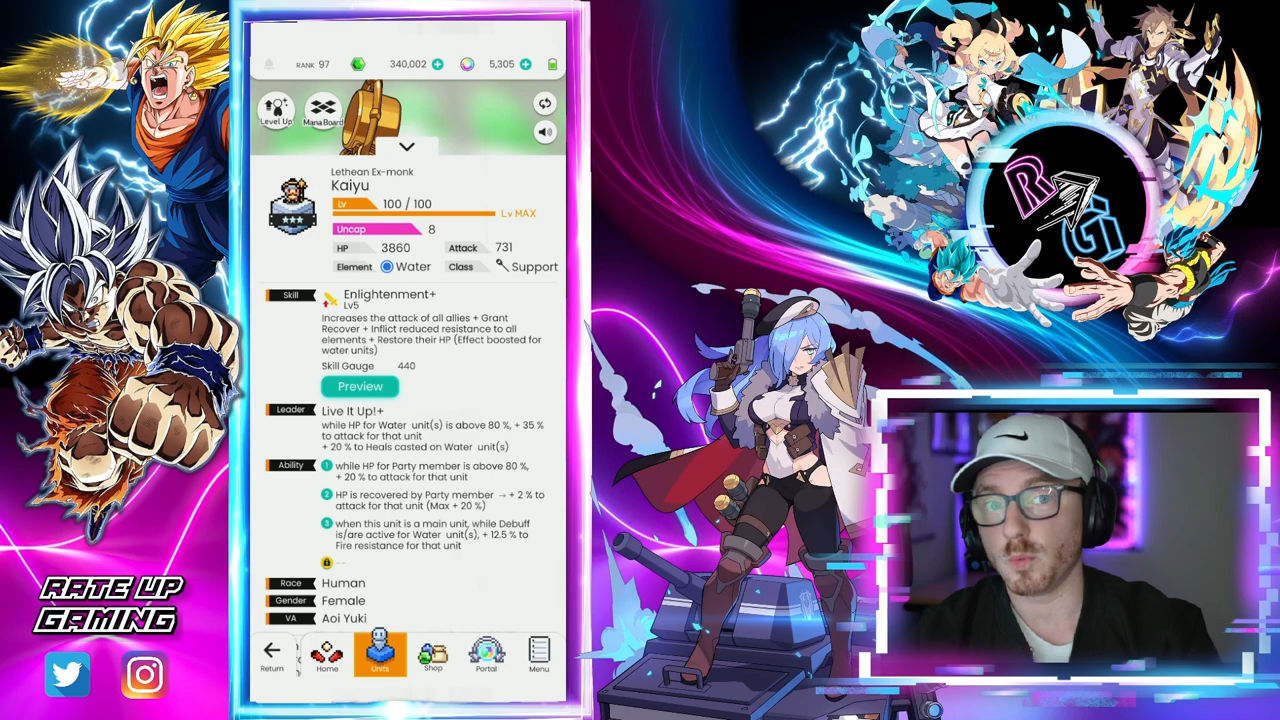 RANK 97
340,002
5,305
Level Up
Mana Board
Lethean Ex-monk
Kaiyu
Lv 100 / 100
Lv MAX
Uncap 8
HP 3860 Attack 731
Element Water Class Support
Skill Enlightenment+
Lv5
Increases the attack of all allies + Grant
Recover + Inflict reduced resistance to all
elements + Restore their HP (Effect boosted for
water units)
Skill Gauge 440
Preview
Leader Live It Up!+
while HP for Water unit(s) is above 80 %, + 35 %
to attack for that unit
+ 20 % to Heals casted on Water unit(s)
Ability 1 while HP for Party member is above 80 %,
+ 20 % to attack for that unit
2 HP is recovered by Party member → + 2 % to
attack for that unit (Max + 20 %)
3 when this unit is a main unit, while Debuff
is/are active for Water unit(s), + 12.5 % to
Fire resistance for that unit
--
Race Human
Gender Female
VA Aoi Yuki
Return
Home
Units
Shop
Portal
Menu
RATE UP
GAMING
R G